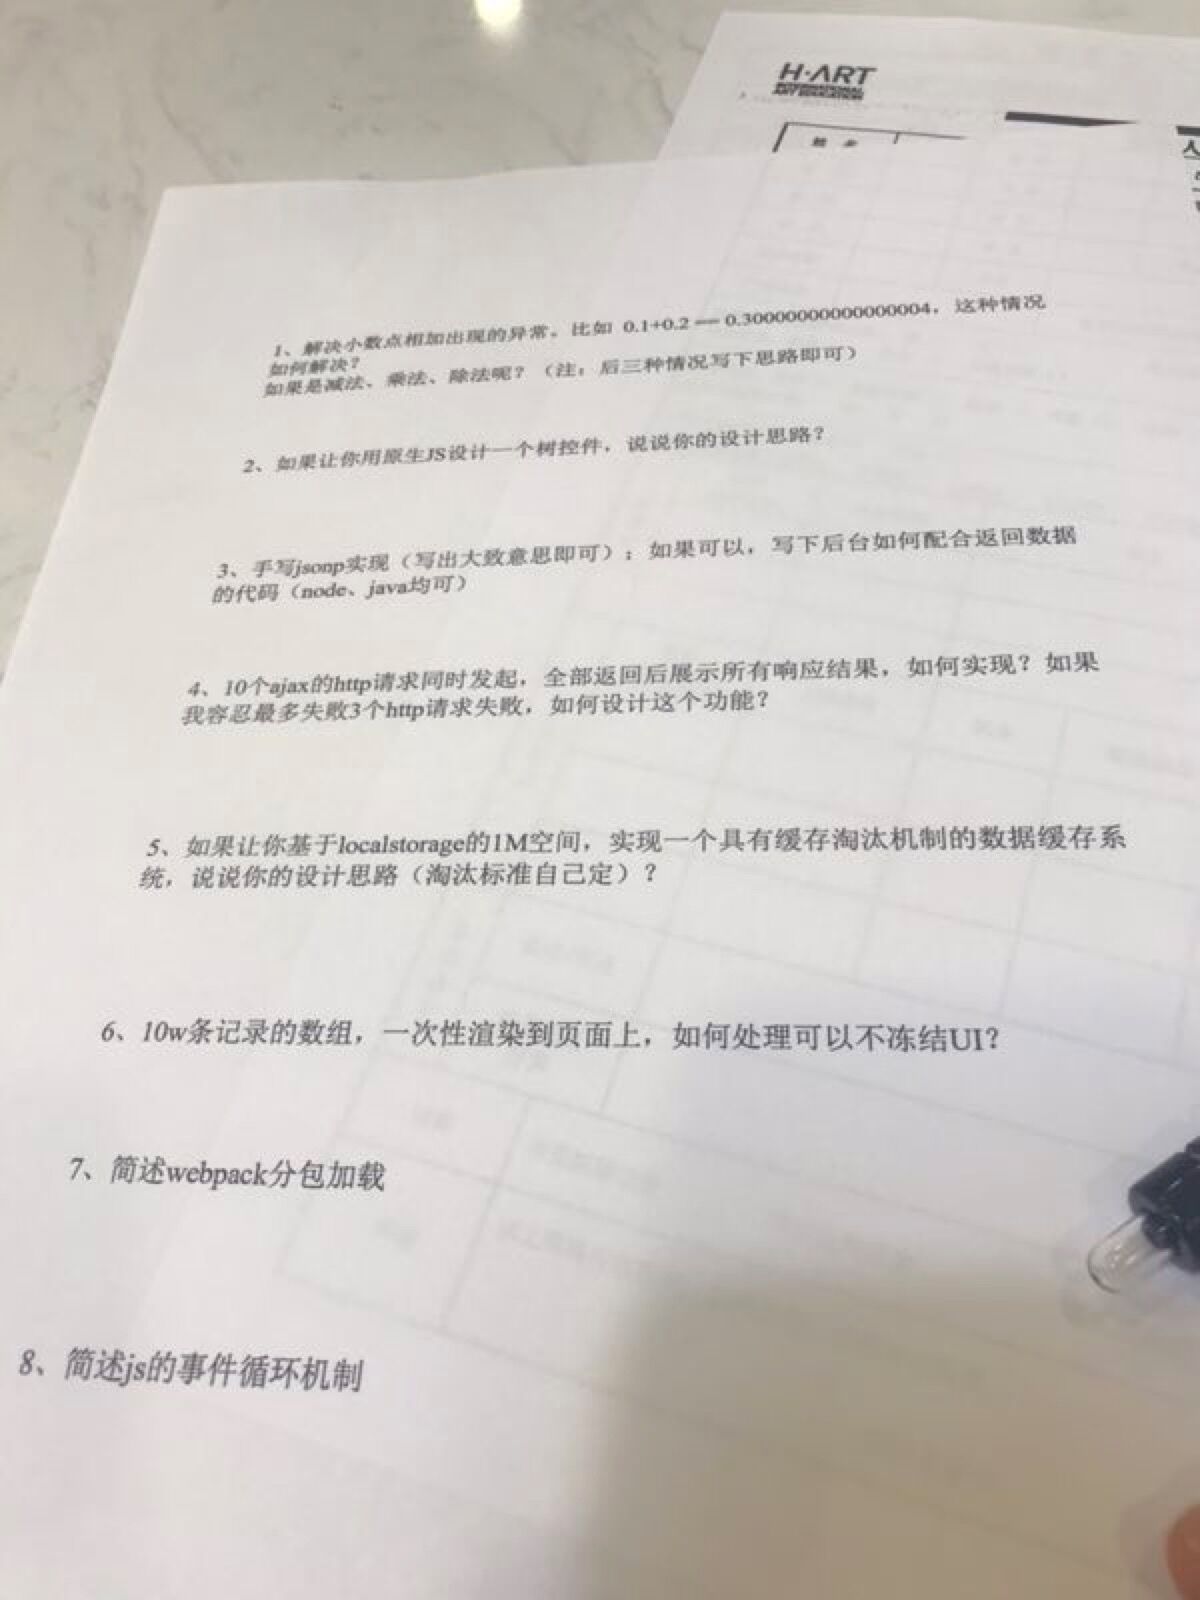 H·ART
INTERNATIONAL
ART EDUCATION
1、解决小数点相加出现的异常。比如 0.1+0.2 == 0.30000000000000004，这种情况
如何解决？
如果是减法、乘法、除法呢？（注：后三种情况写下思路即可）
2、如果让你用原生JS设计一个树控件，说说你的设计思路？
3、手写jsonp实现（写出大致意思即可）；如果可以，写下后台如何配合返回数据
的代码（node、java均可）
4、10个ajax的http请求同时发起，全部返回后展示所有响应结果，如何实现？如果
我容忍最多失败3个http请求失败，如何设计这个功能？
5、如果让你基于localstorage的1M空间，实现一个具有缓存淘汰机制的数据缓存系
统，说说你的设计思路（淘汰标准自己定）？
6、10w条记录的数组，一次性渲染到页面上，如何处理可以不冻结UI？
7、简述webpack分包加载
8、简述js的事件循环机制